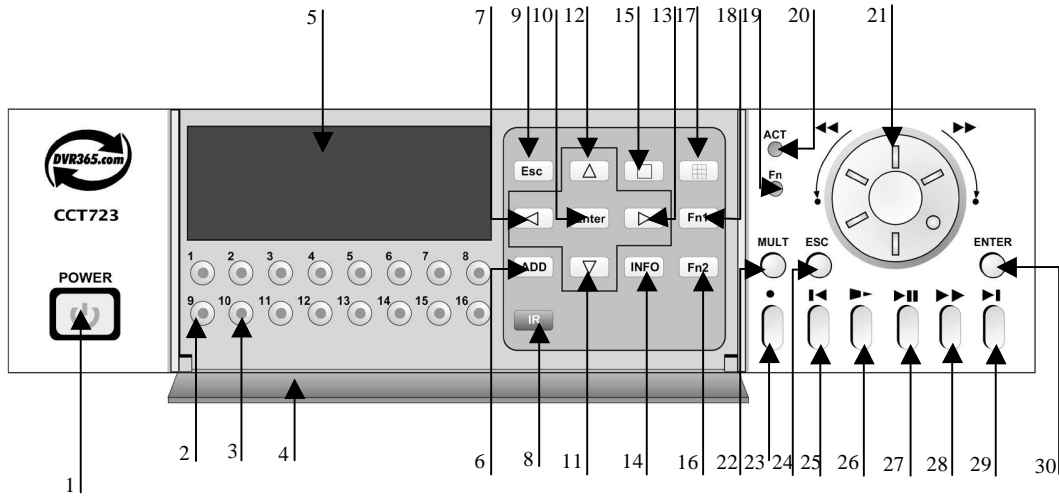 5 7 9 10 12 15 13 17 18 19 20 21
DVR365.com
CCT723
POWER
1 2 3 4 5 6 7 8
9 10 11 12 13 14 15 16
Esc
Enter Fn1
ADD INFO Fn2
IR
ACT
Fn
MULT ESC ENTER
1 2 3 4 6 8 11 14 16 22 23 24 25 26 27 28 29 30